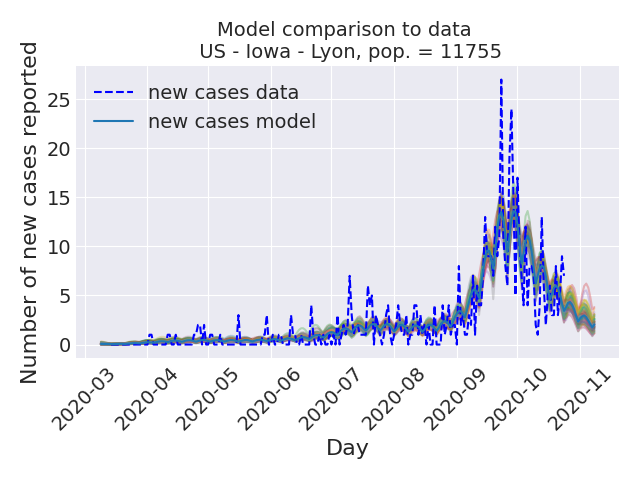 Model comparison to data
US - Iowa - Lyon, pop. = 11755
new cases data
new cases model
Number of new cases reported
25
20
15
10
5
0
2020-03
2020-04
2020-05
2020-06
2020-07
2020-08
2020-09
2020-10
2020-11
Day